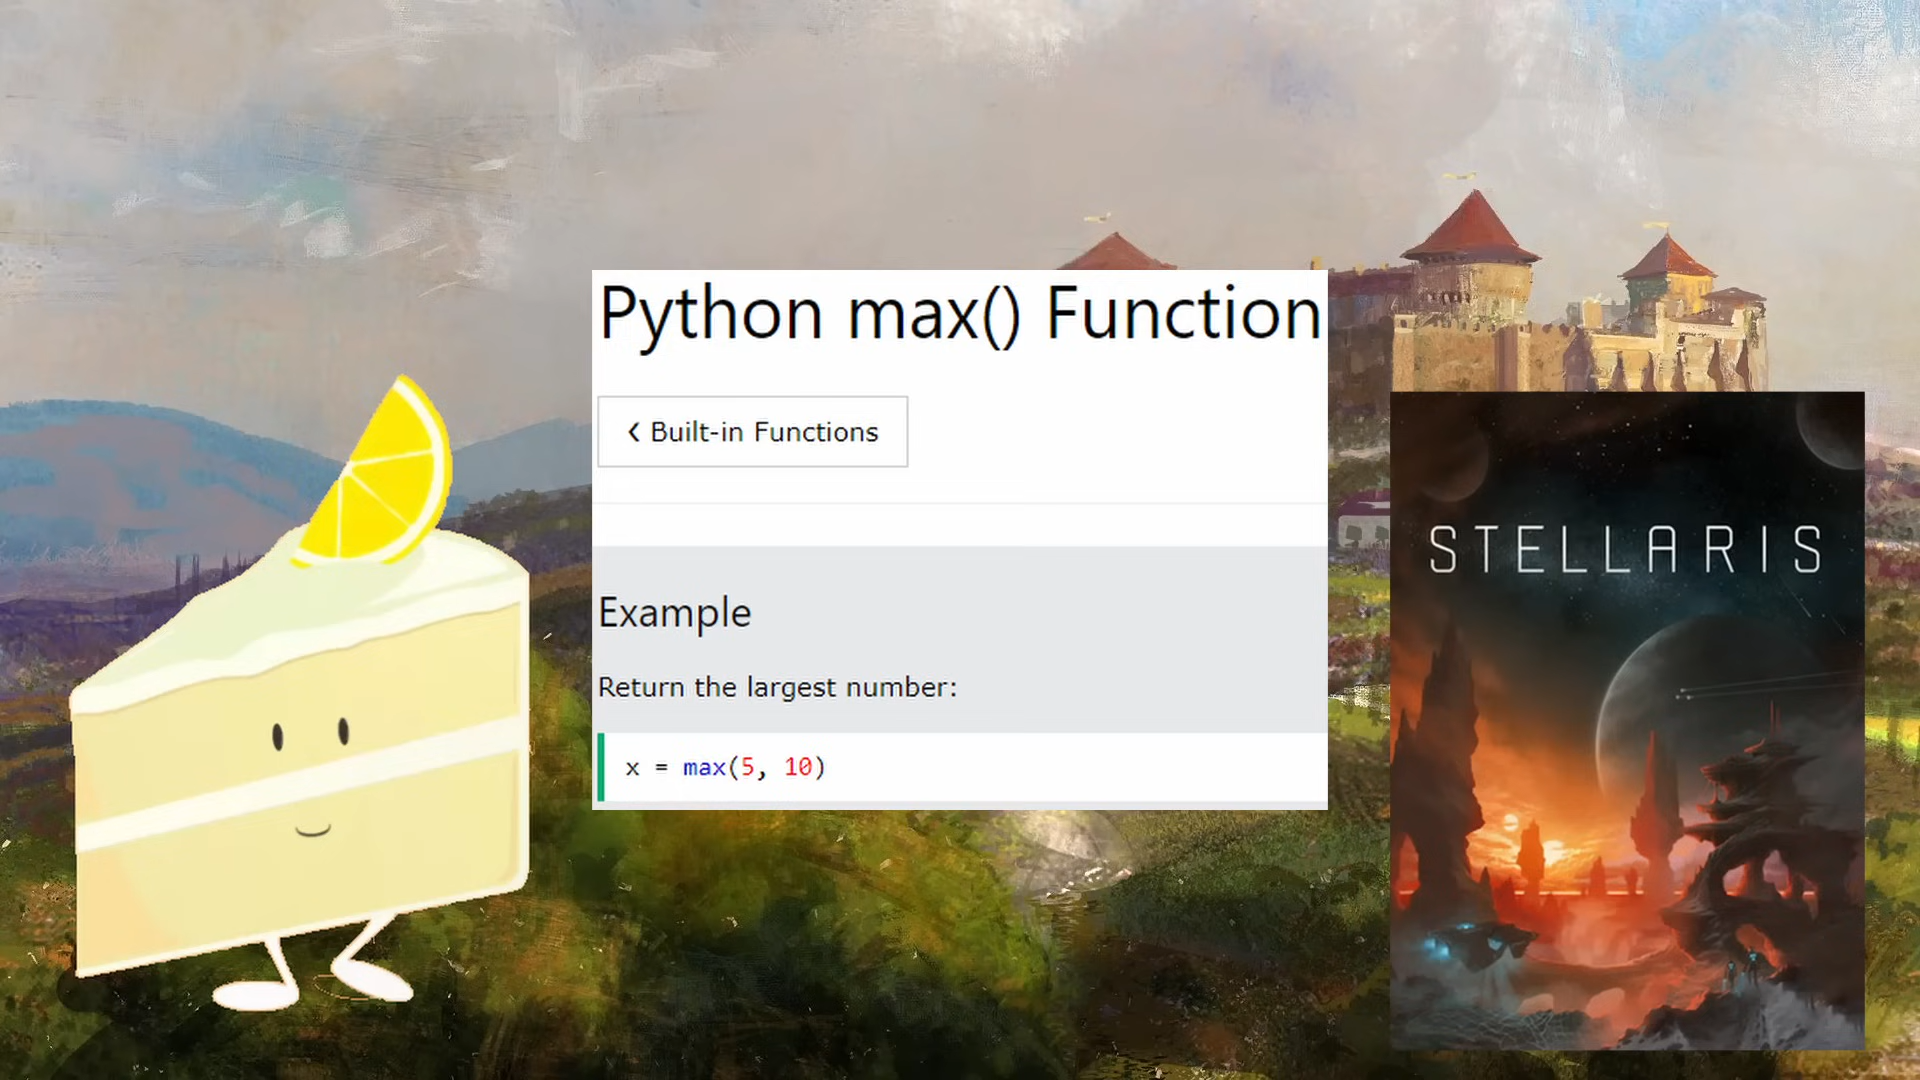 Python max() Function
‹ Built-in Functions
Example
Return the largest number:
x = max(5, 10)
STELLARIS